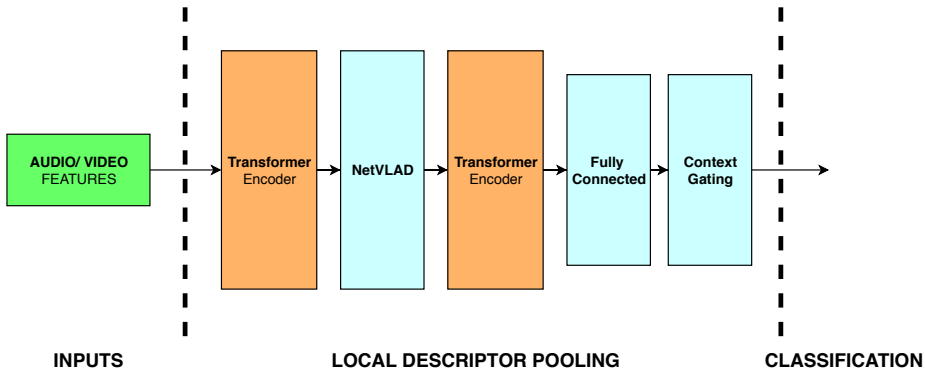 AUDIO/ VIDEO
FEATURES
Transformer
Encoder
NetVLAD
Transformer
Encoder
Fully
Connected
Context
Gating
INPUTS
LOCAL DESCRIPTOR POOLING
CLASSIFICATION